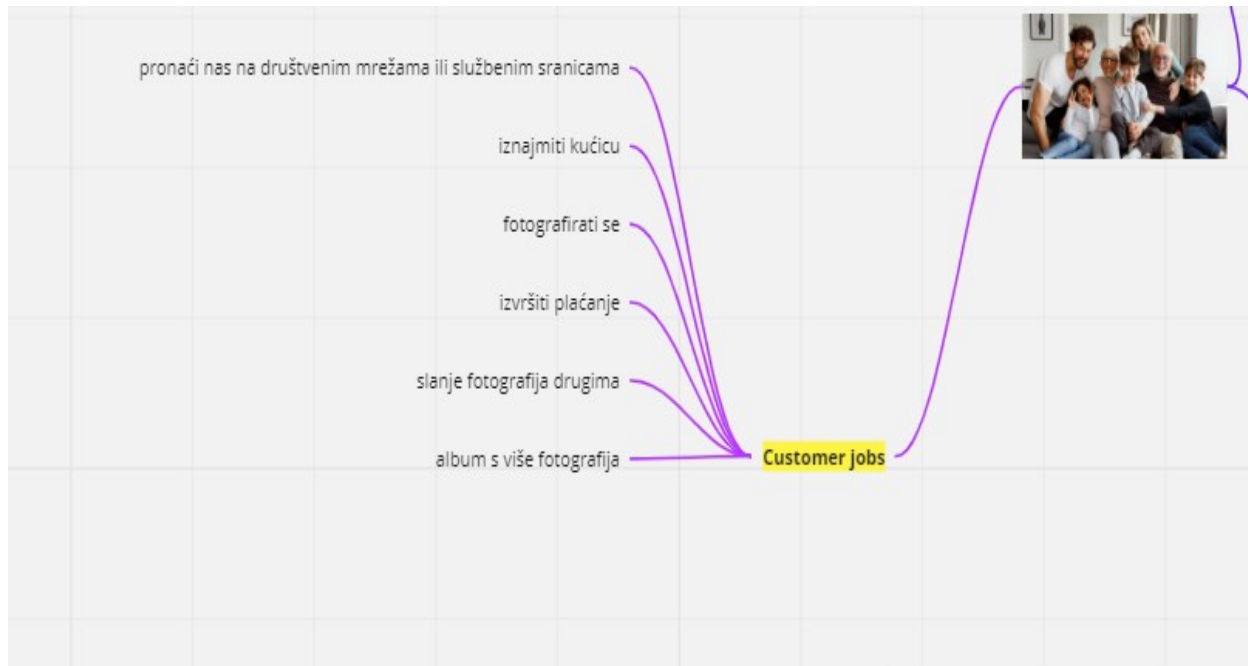 pronaći nas na društvenim mrežama ili službenim sranicama
iznajmiti kućicu
fotografirati se
izvršiti plaćanje
slanje fotografija drugima
album s više fotografija
Customer jobs